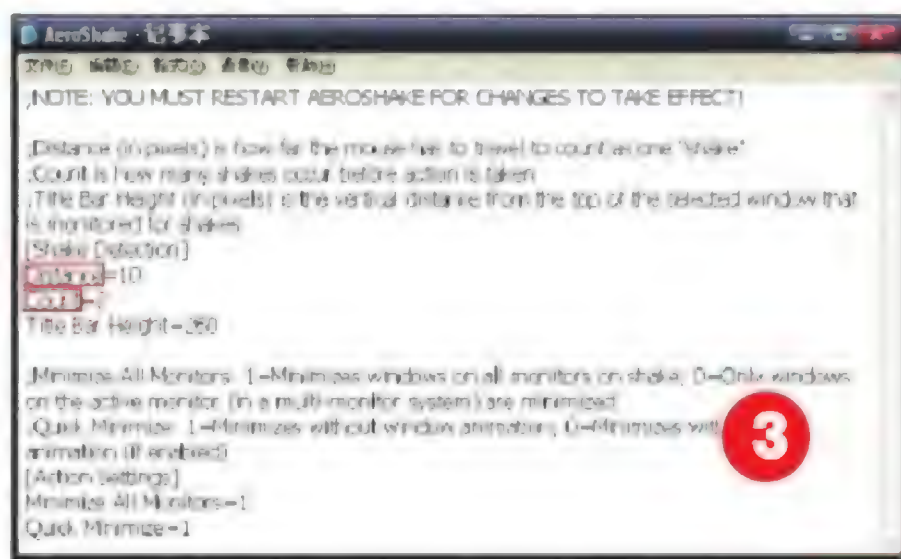 AeroShake - 记事本
文件(F) 编辑(E) 格式(O) 查看(V) 帮助(H)
;NOTE: YOU MUST RESTART AEROSHAKE FOR CHANGES TO TAKE EFFECT!
;Distance (in pixels) is how far the mouse has to travel to count as one "shake"
;Count is how many shakes occur before action is taken
;Title Bar Height (in pixels) is the vertical distance from the top of the selected window that
is monitored for shakes
[Shake Detection]
Distance=10
Count=
Title Bar Height=260
;Minimize All Monitors: 1=Minimizes windows on all monitors on shake, 0=Only windows
on the active monitor (in a multi-monitor system) are minimized
;Quick Minimize: 1=Minimizes without window animation, 0=Minimizes
animation (if enabled)
[Action Settings]
Minimize All Monitors=1
Quick Minimize=1
3